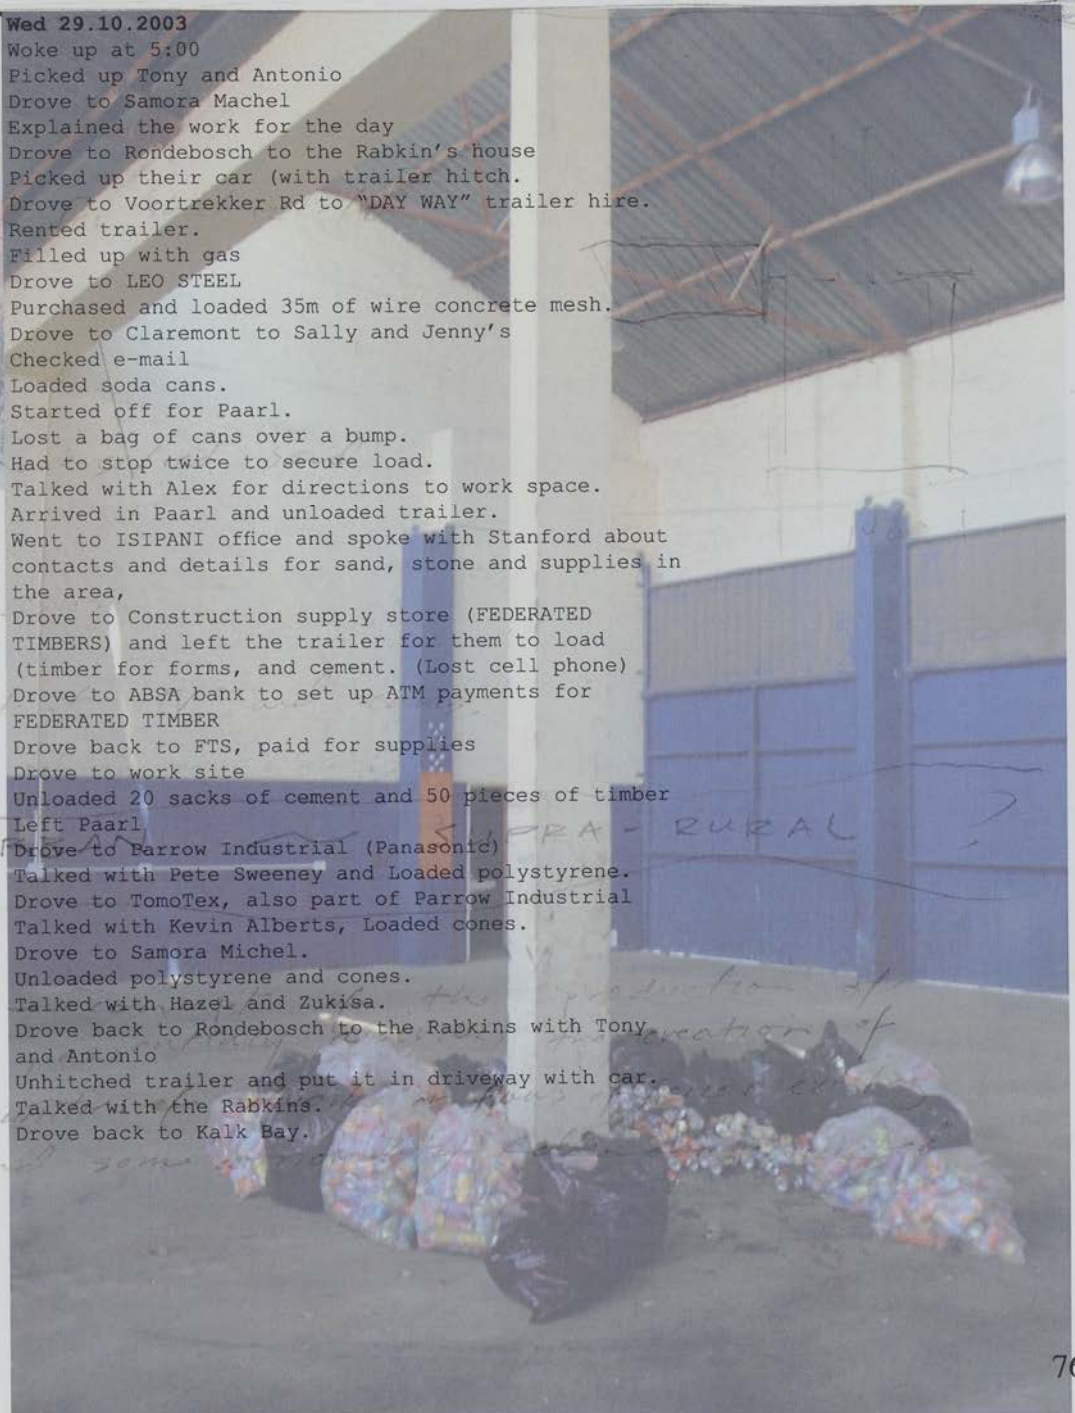 Wed 29.10.2003
Woke up at 5:00
Picked up Tony and Antonio
Drove to Samora Machel
Explained the work for the day
Drove to Rondebosch to the Rabkin's house
Picked up their car (with trailer hitch.
Drove to Voortrekker Rd to "DAY WAY" trailer hire.
Rented trailer.
Filled up with gas
Drove to LEO STEEL
Purchased and loaded 35m of wire concrete mesh.
Drove to Claremont to Sally and Jenny's
Checked e-mail
Loaded soda cans.
Started off for Paarl.
Lost a bag of cans over a bump.
Had to stop twice to secure load.
Talked with Alex for directions to work space.
Arrived in Paarl and unloaded trailer.
Went to ISIPANI office and spoke with Stanford about
contacts and details for sand, stone and supplies in
the area,
Drove to Construction supply store (FEDERATED
TIMBERS) and left the trailer for them to load
(timber for forms, and cement. (Lost cell phone)
Drove to ABSA bank to set up ATM payments for
FEDERATED TIMBER
Drove back to FTS, paid for supplies
Drove to work site
Unloaded 20 sacks of cement and 50 pieces of timber
Left Paarl
SUPRA - RURAL ?
Drove to Parrow Industrial (Panasonic)
Talked with Pete Sweeney and Loaded polystyrene.
Drove to TomoTex, also part of Parrow Industrial
Talked with Kevin Alberts, Loaded cones.
Drove to Samora Michel.
Unloaded polystyrene and cones.
the production of
Talked with Hazel and Zukisa.
creation of
Drove back to Rondebosch to the Rabkins with Tony
and Antonio
Unhitched trailer and put it in driveway with car.
Talked with the Rabkins.
Drove back to Kalk Bay.
some
76